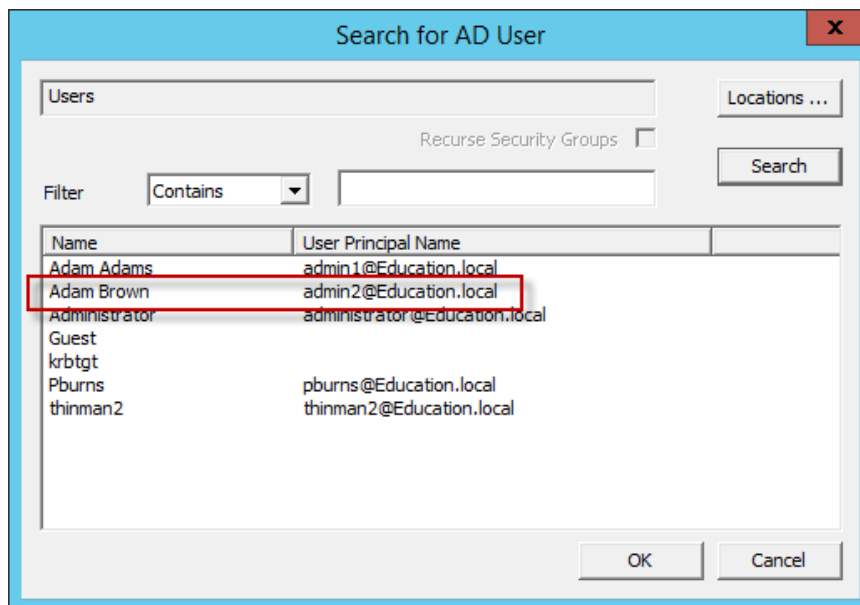 Search for AD User
x
Users
Locations ...
Recurse Security Groups
Search
Filter Contains
Name User Principal Name
Adam Adams admin1@Education.local
Adam Brown admin2@Education.local
Administrator administrator@Education.local
Guest
krbtgt
Pburns pburns@Education.local
thinman2 thinman2@Education.local
OK Cancel